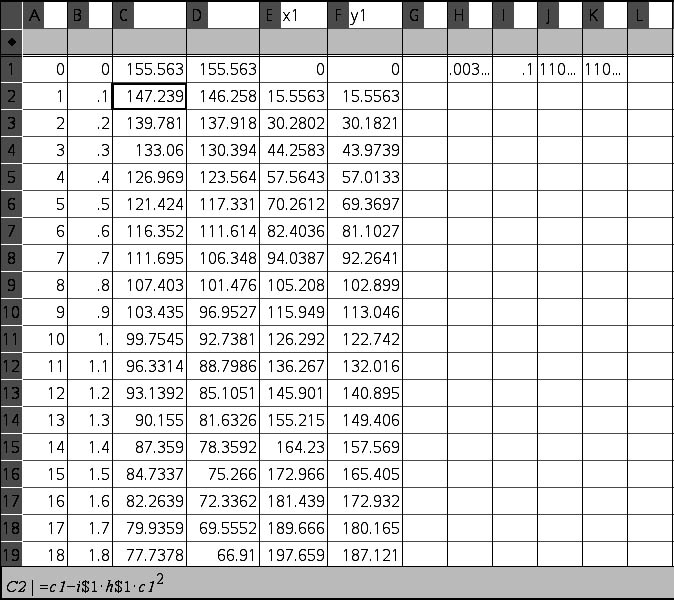 A B C D E x1 F y1 G H I J K L
◆
1 0 0 155.563 155.563 0 0 .003... .1 110... 110...
2 1 .1 147.239 146.258 15.5563 15.5563
3 2 .2 139.781 137.918 30.2802 30.1821
4 3 .3 133.06 130.394 44.2583 43.9739
5 4 .4 126.969 123.564 57.5643 57.0133
6 5 .5 121.424 117.331 70.2612 69.3697
7 6 .6 116.352 111.614 82.4036 81.1027
8 7 .7 111.695 106.348 94.0387 92.2641
9 8 .8 107.403 101.476 105.208 102.899
10 9 .9 103.435 96.9527 115.949 113.046
11 10 1. 99.7545 92.7381 126.292 122.742
12 11 1.1 96.3314 88.7986 136.267 132.016
13 12 1.2 93.1392 85.1051 145.901 140.895
14 13 1.3 90.155 81.6326 155.215 149.406
15 14 1.4 87.359 78.3592 164.23 157.569
16 15 1.5 84.7337 75.266 172.966 165.405
17 16 1.6 82.2639 72.3362 181.439 172.932
18 17 1.7 79.9359 69.5552 189.666 180.165
19 18 1.8 77.7378 66.91 197.659 187.121
C2 | =c1−i$1·h$1·c1²